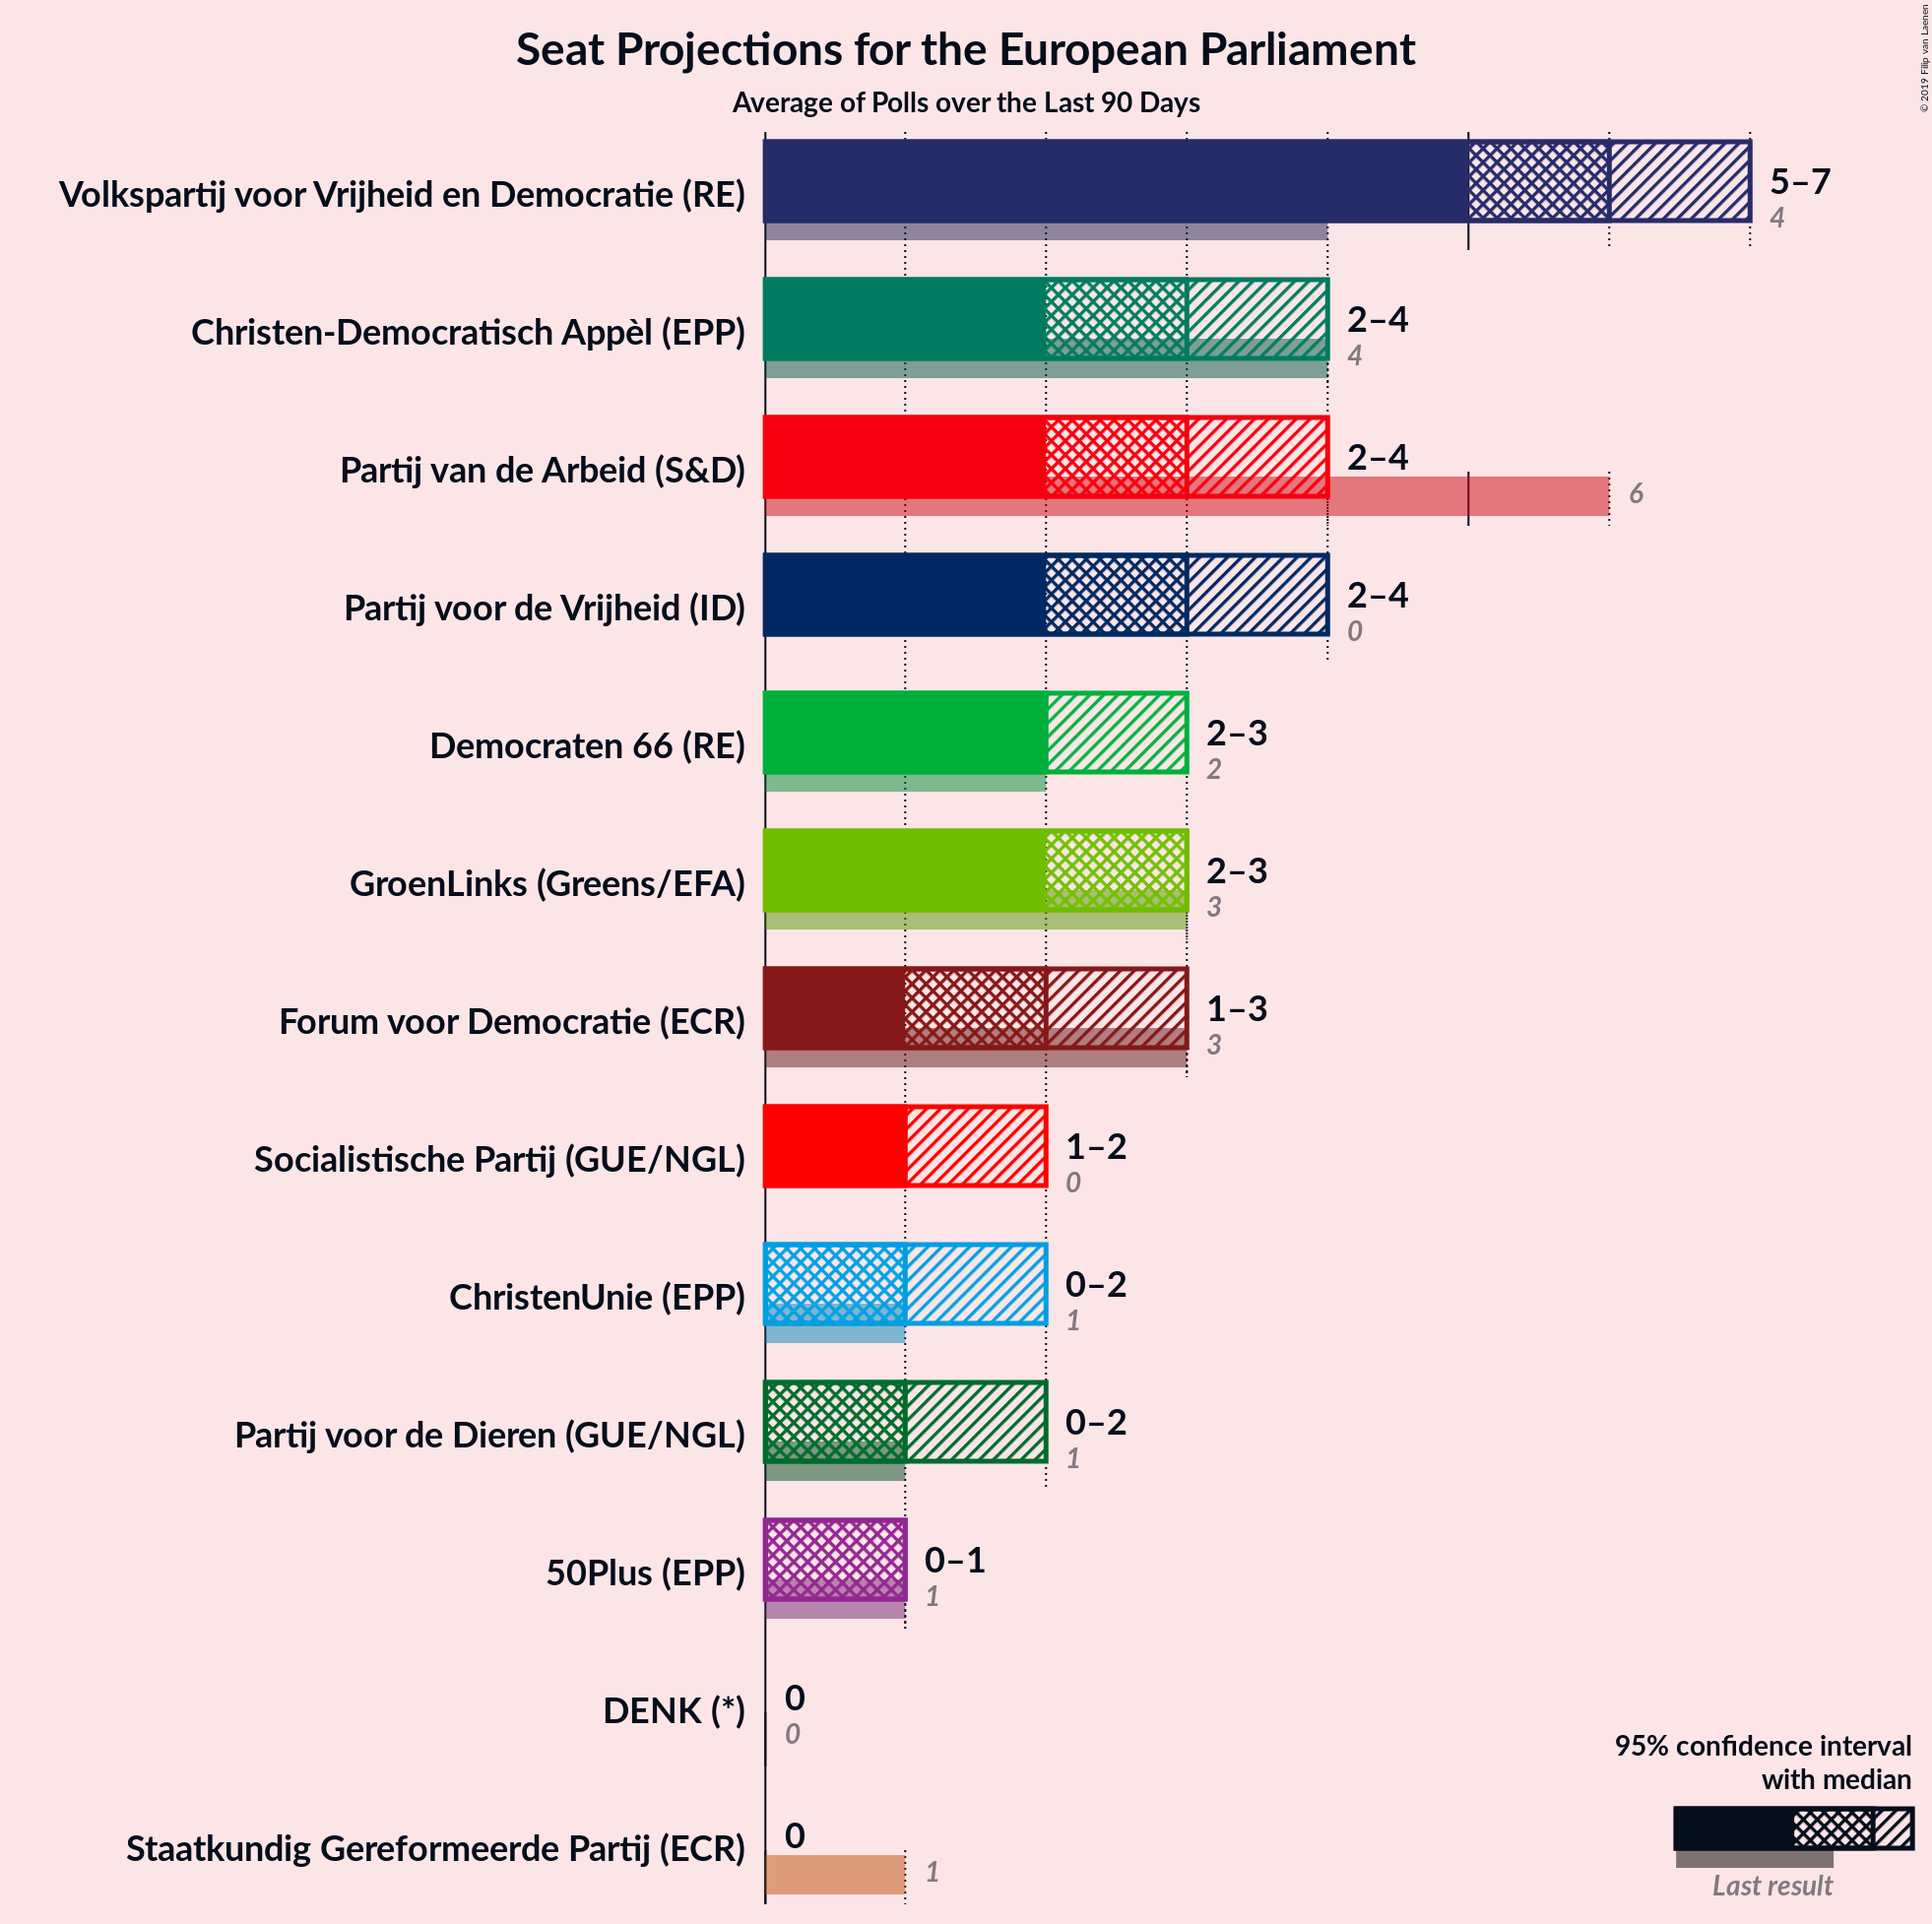 Seat Projections for the European Parliament
Average of Polls over the Last 90 Days
© 2019 Filip van Laenen
Volkspartij voor Vrijheid en Democratie (RE)
5–7
4
Christen-Democratisch Appèl (EPP)
2–4
4
Partij van de Arbeid (S&D)
2–4
6
Partij voor de Vrijheid (ID)
2–4
0
Democraten 66 (RE)
2–3
2
GroenLinks (Greens/EFA)
2–3
3
Forum voor Democratie (ECR)
1–3
3
Socialistische Partij (GUE/NGL)
1–2
0
ChristenUnie (EPP)
0–2
1
Partij voor de Dieren (GUE/NGL)
0–2
1
50Plus (EPP)
0–1
1
DENK (*)
0
0
Staatkundig Gereformeerde Partij (ECR)
0
1
95% confidence interval
with median
Last result